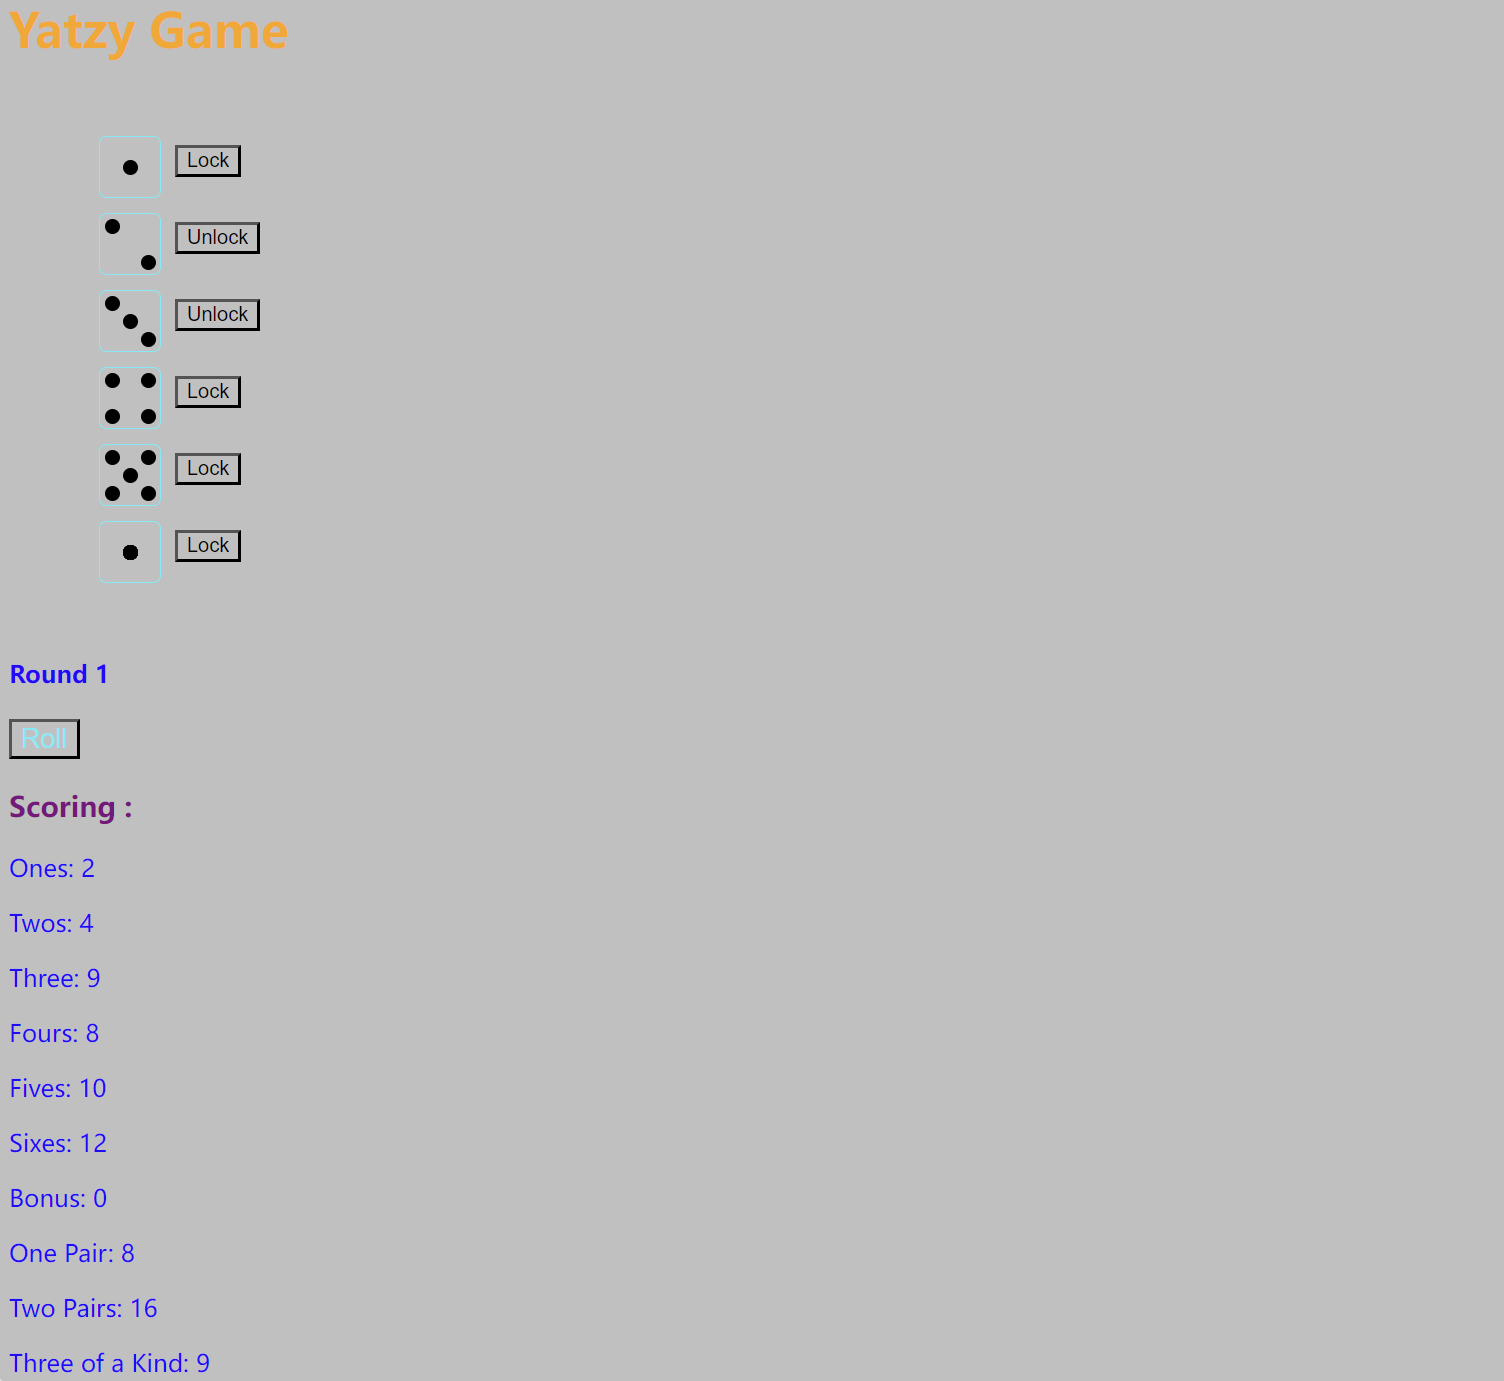 Yatzy Game
Lock
Unlock
Unlock
Lock
Lock
Lock
Round 1
Roll
Scoring :
Ones: 2
Twos: 4
Three: 9
Fours: 8
Fives: 10
Sixes: 12
Bonus: 0
One Pair: 8
Two Pairs: 16
Three of a Kind: 9